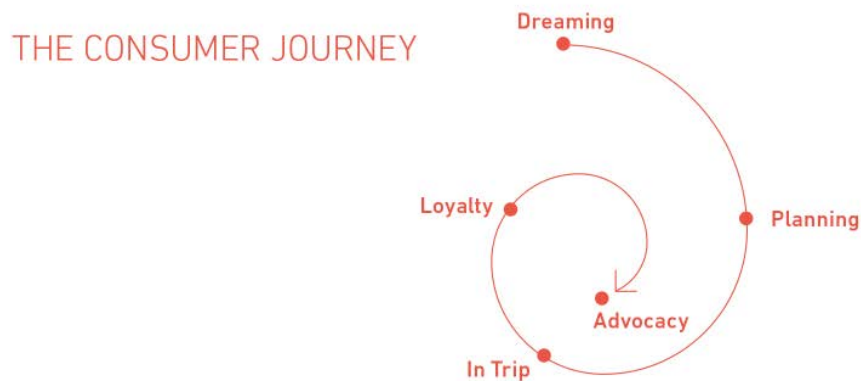 THE CONSUMER JOURNEY
Dreaming
Planning
In Trip
Loyalty
Advocacy